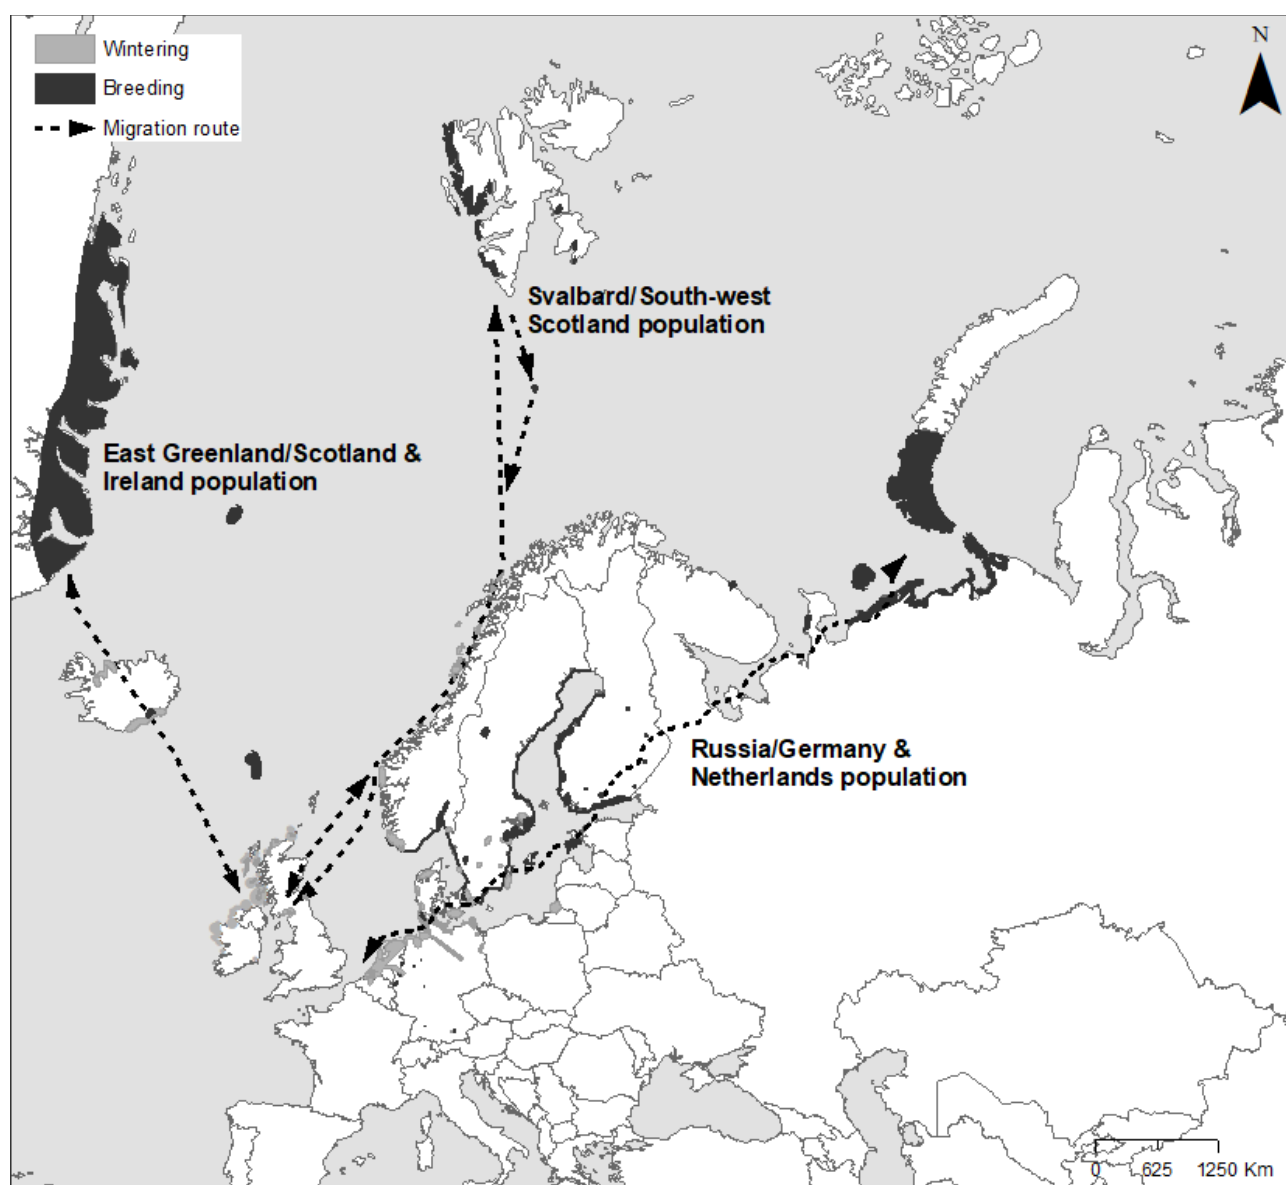 Wintering
Breeding
Migration route
N
Svalbard/South-west
Scotland population
East Greenland/Scotland &
Ireland population
Russia/Germany &
Netherlands population
0 625 1250 Km